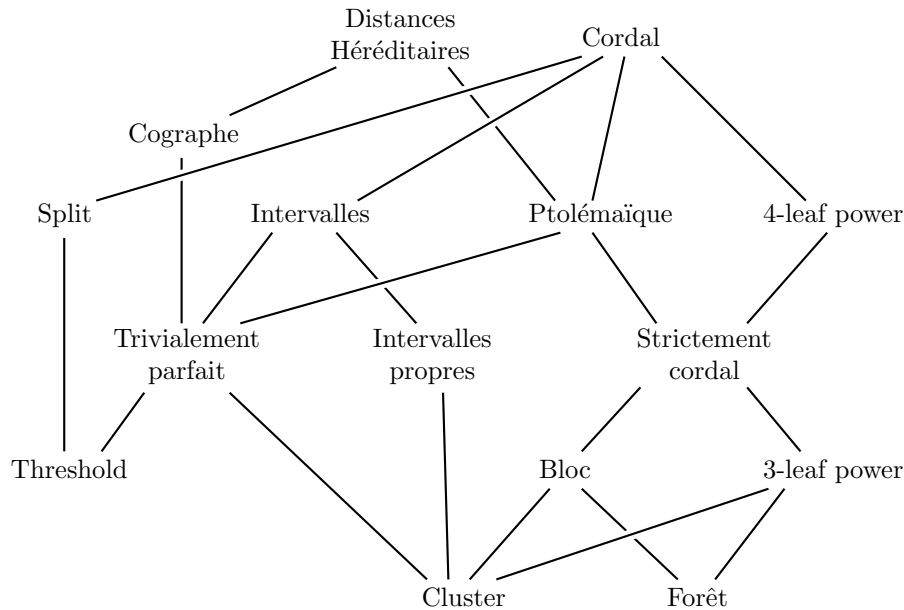 Distances
Héréditaires
Cordal
Cographe
Split
Intervalles
Ptolémaïque
4-leaf power
Trivialement
parfait
Intervalles
propres
Strictement
cordal
Threshold
Bloc
3-leaf power
Cluster
Forêt